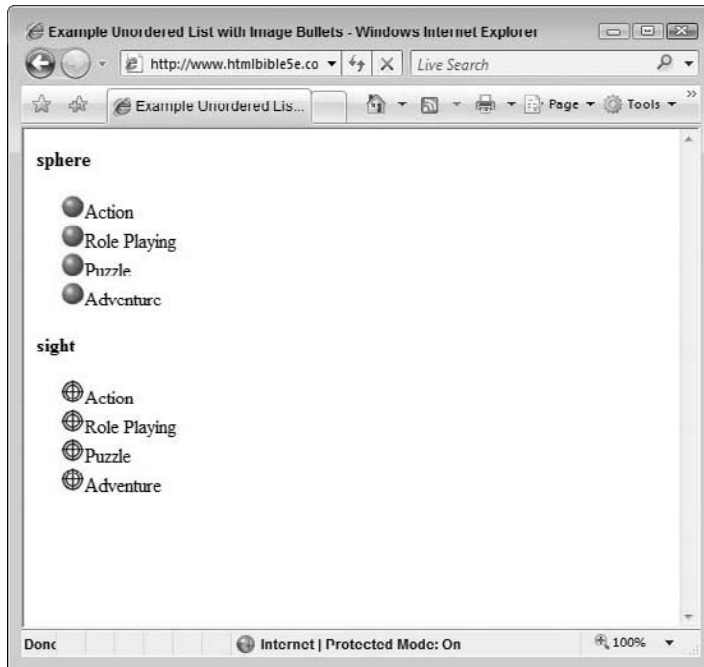 Example Unordered List with Image Bullets - Windows Internet Explorer
http://www.htmlbible5e.co
Live Search
Example Unordered Lis...
Page
Tools
»
sphere
Action
Role Playing
Puzzle
Adventure
sight
Action
Role Playing
Puzzle
Adventure
Done
Internet | Protected Mode: On
100%